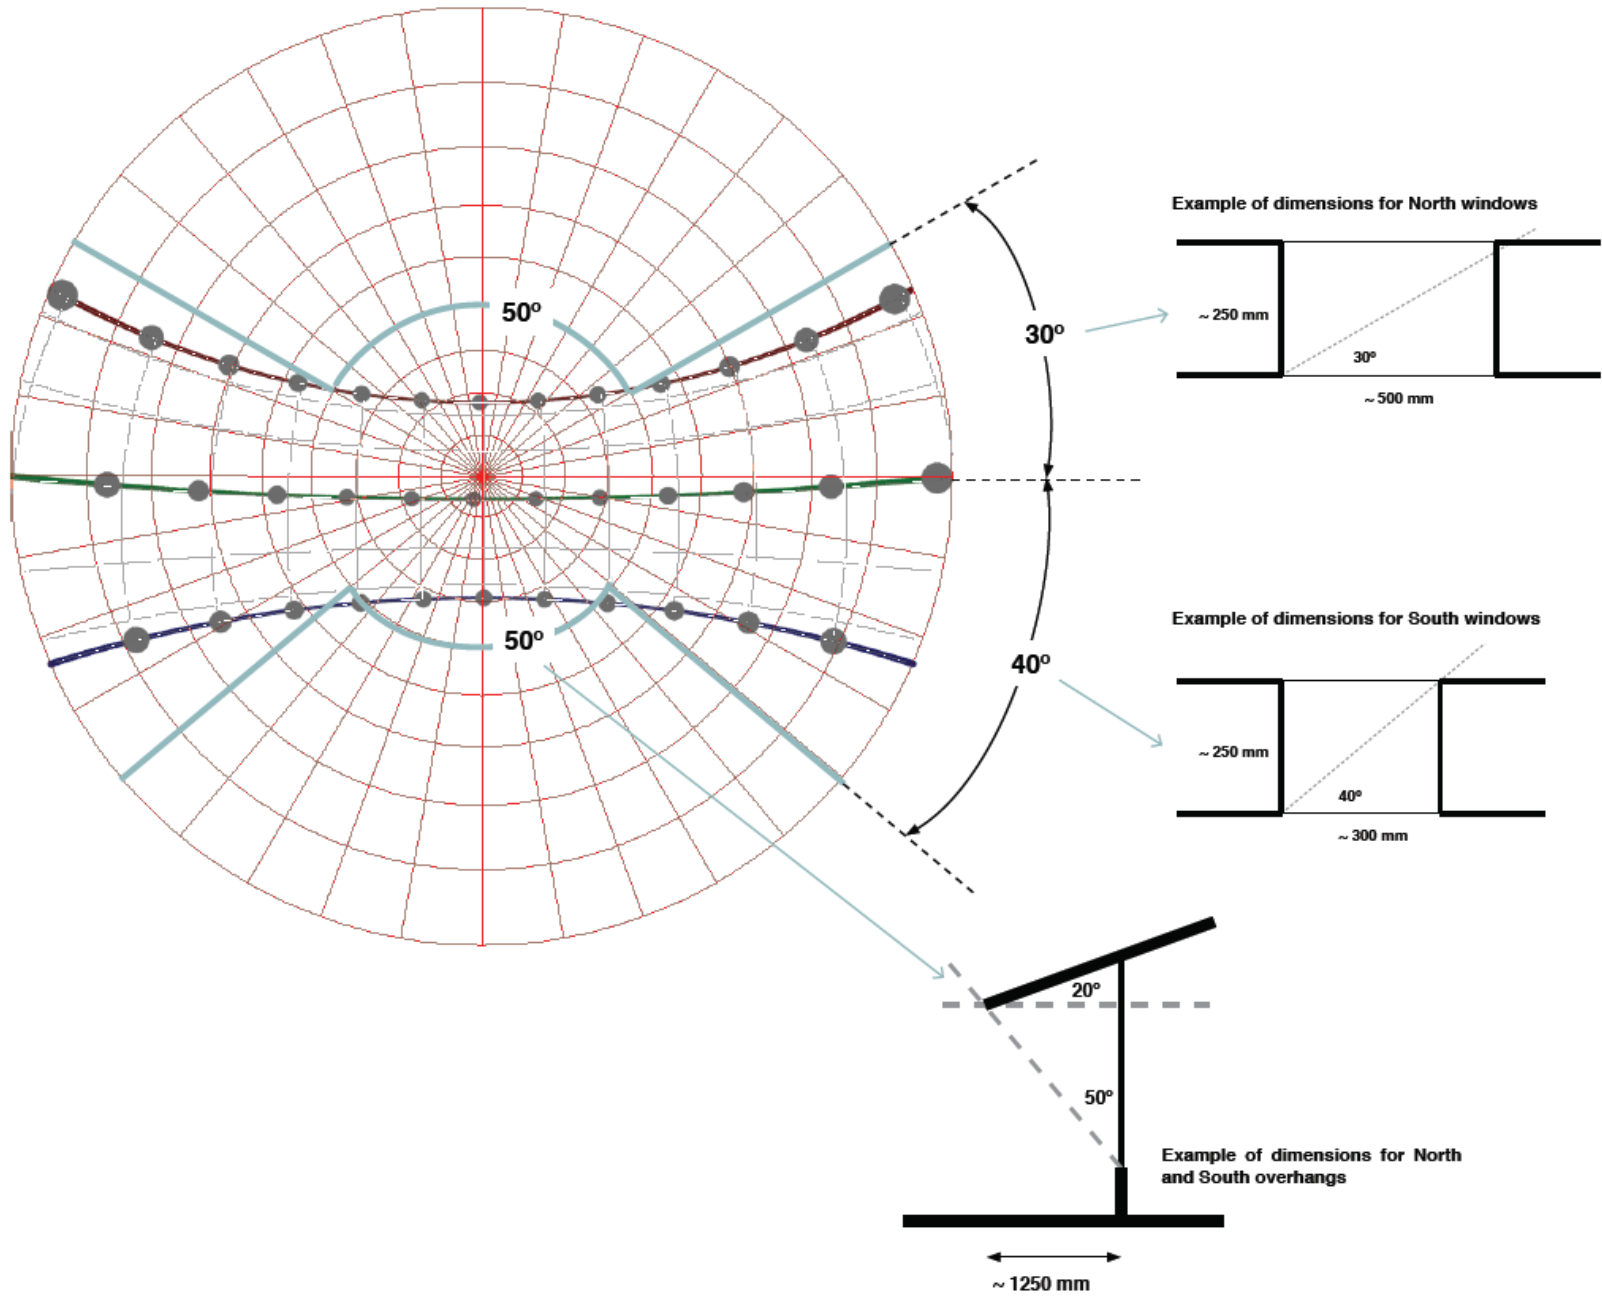 Example of dimensions for North windows
50º
30º
~ 250 mm
30º
~ 500 mm
Example of dimensions for South windows
50º
40º
~ 250 mm
40º
~ 300 mm
20º
50º
Example of dimensions for North
and South overhangs
~ 1250 mm